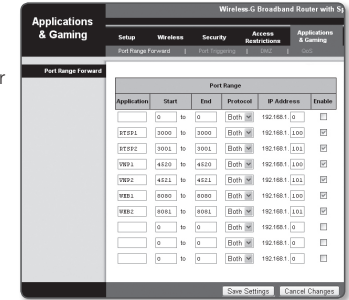 Wireless-G Broadband Router with Sp
Applications
& Gaming
Setup Wireless Security Access Restrictions Applications & Gaming
Port Range Forward | Port Triggering | DMZ | QoS
r
Port Range Forward
Port Range
Application Start End Protocol IP Address Enable
0 to 0 Both 192.168.1. 0
RTSP1 3000 to 3000 Both 192.168.1. 100
RTSP2 3001 to 3001 Both 192.168.1. 101
VNP1 4520 to 4520 Both 192.168.1. 100
VNP2 4521 to 4521 Both 192.168.1. 101
WEB1 8080 to 8080 Both 192.168.1. 100
WEB2 8081 to 8081 Both 192.168.1. 101
0 to 0 Both 192.168.1. 0
0 to 0 Both 192.168.1. 0
0 to 0 Both 192.168.1. 0
Save Settings Cancel Changes